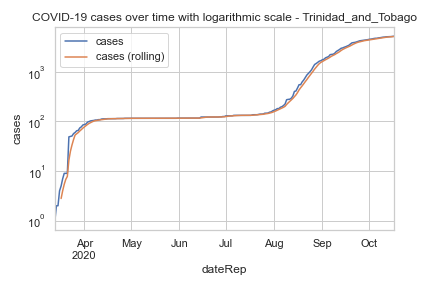 COVID-19 cases over time with logarithmic scale - Trinidad_and_Tobago
cases
cases (rolling)
10³
10²
10¹
10⁰
cases
Apr
2020
May
Jun
Jul
Aug
Sep
Oct
dateRep